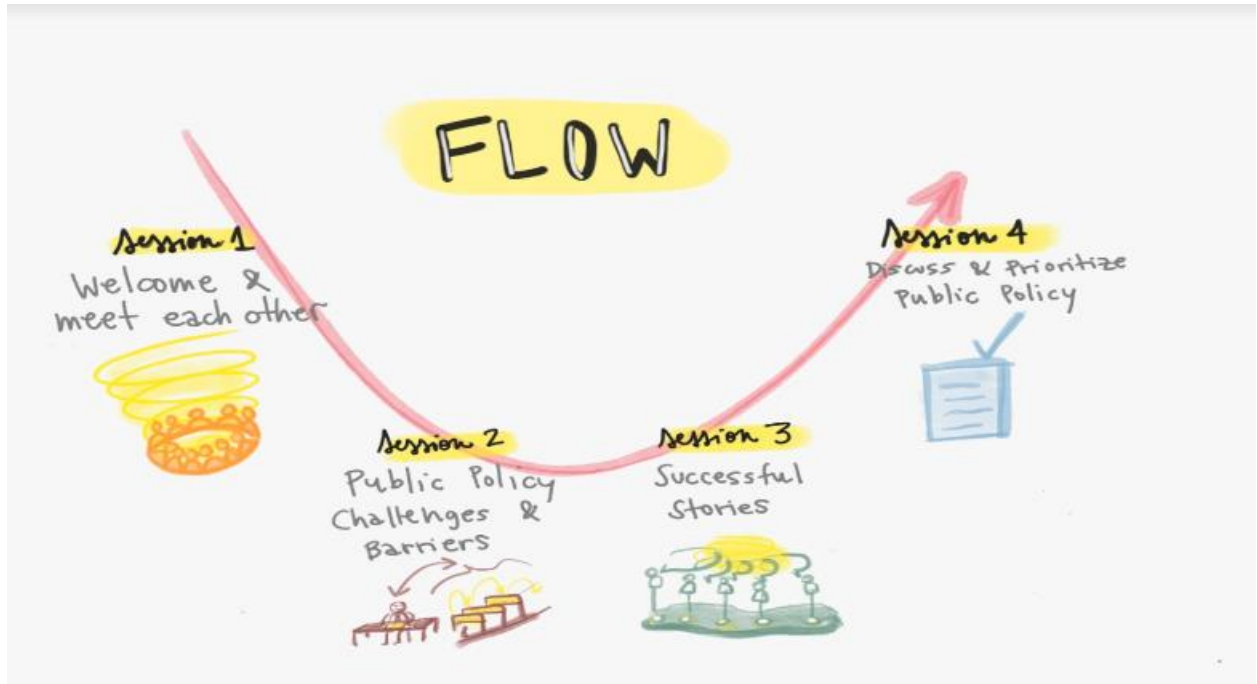 FLOW
Session 1
Welcome &
meet each other
Session 2
Public Policy
Challenges &
Barriers
Session 3
Successful
Stories
Session 4
Discuss & Prioritize
Public Policy